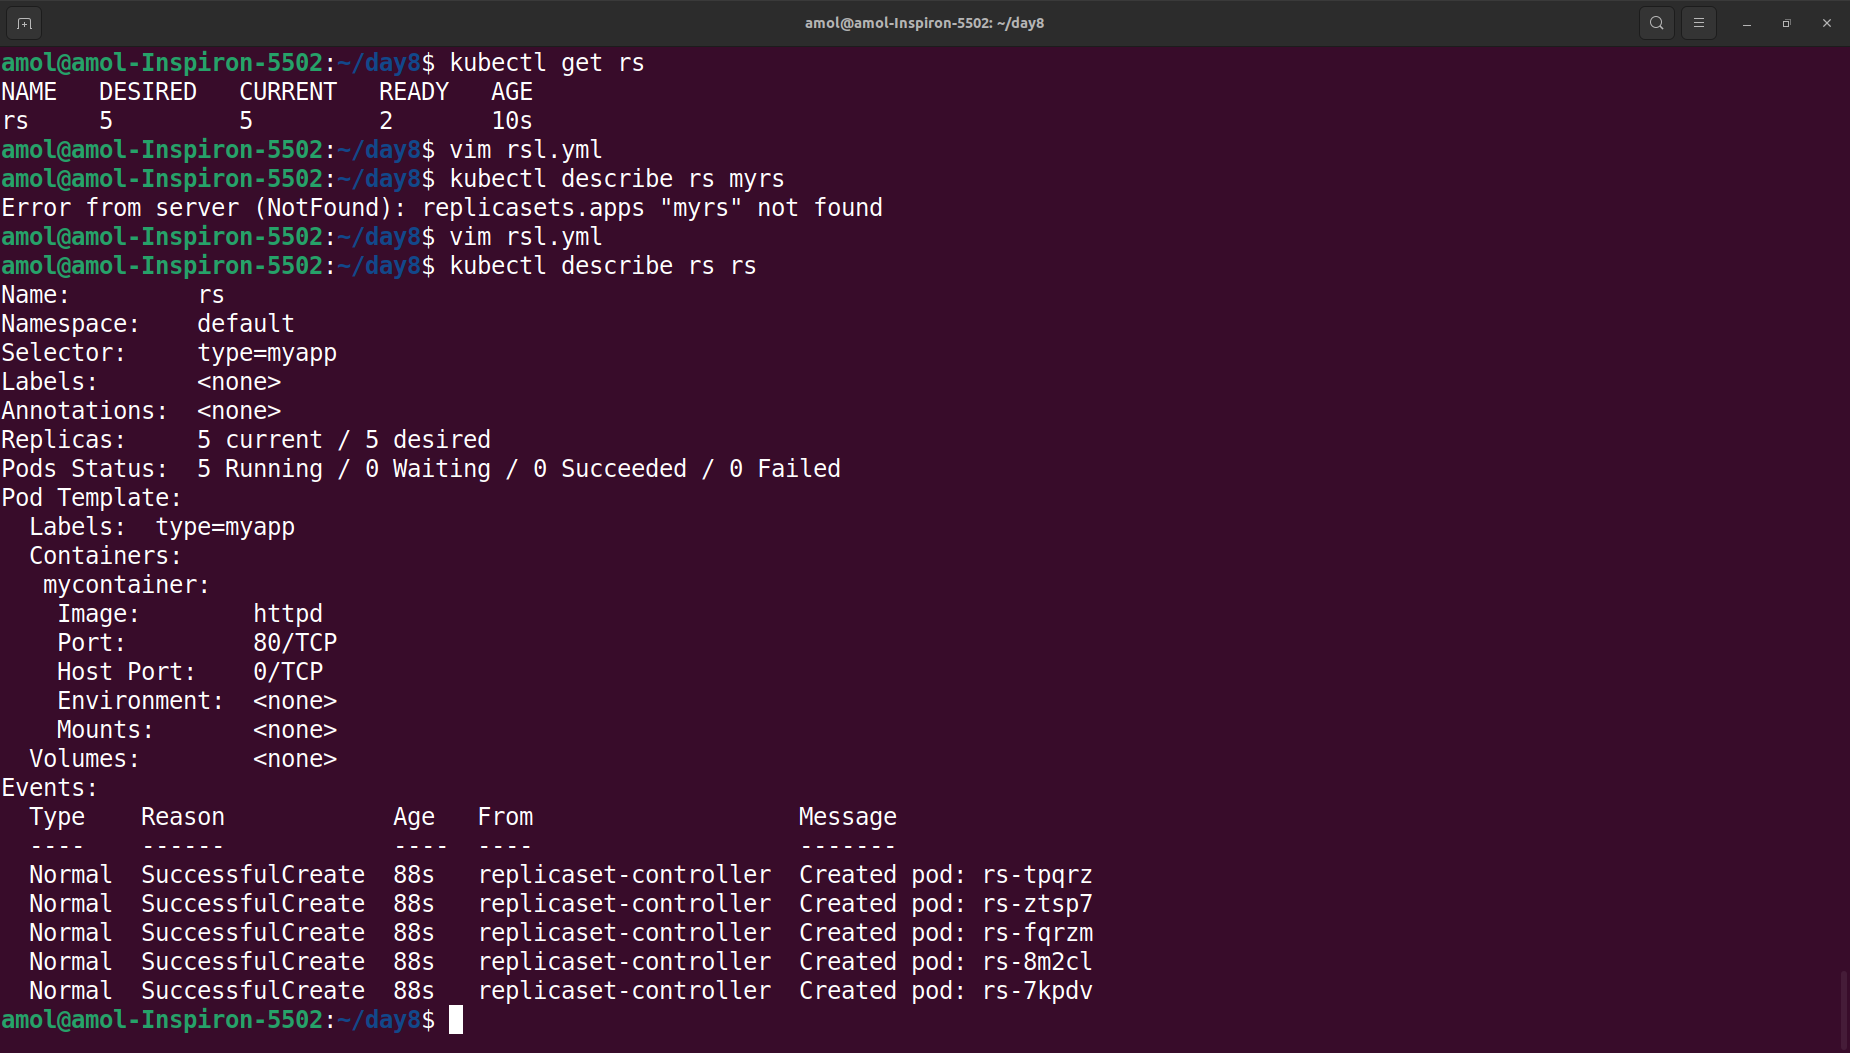 amol@amol-Inspiron-5502: ~/day8
amol@amol-Inspiron-5502:~/day8$ kubectl get rs
NAME   DESIRED   CURRENT   READY   AGE
rs     5         5         2       10s
amol@amol-Inspiron-5502:~/day8$ vim rsl.yml
amol@amol-Inspiron-5502:~/day8$ kubectl describe rs myrs
Error from server (NotFound): replicasets.apps "myrs" not found
amol@amol-Inspiron-5502:~/day8$ vim rsl.yml
amol@amol-Inspiron-5502:~/day8$ kubectl describe rs rs
Name:         rs
Namespace:    default
Selector:     type=myapp
Labels:       <none>
Annotations:  <none>
Replicas:     5 current / 5 desired
Pods Status:  5 Running / 0 Waiting / 0 Succeeded / 0 Failed
Pod Template:
  Labels:  type=myapp
  Containers:
   mycontainer:
    Image:        httpd
    Port:         80/TCP
    Host Port:    0/TCP
    Environment:  <none>
    Mounts:       <none>
  Volumes:        <none>
Events:
  Type    Reason            Age   From                   Message
  ----    ------            ----  ----                   -------
  Normal  SuccessfulCreate  88s   replicaset-controller  Created pod: rs-tpqrz
  Normal  SuccessfulCreate  88s   replicaset-controller  Created pod: rs-ztsp7
  Normal  SuccessfulCreate  88s   replicaset-controller  Created pod: rs-fqrzm
  Normal  SuccessfulCreate  88s   replicaset-controller  Created pod: rs-8m2cl
  Normal  SuccessfulCreate  88s   replicaset-controller  Created pod: rs-7kpdv
amol@amol-Inspiron-5502:~/day8$